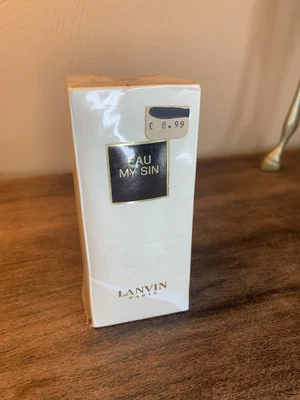 £ 8.99
EAU
MY SIN
LANVIN
PARIS